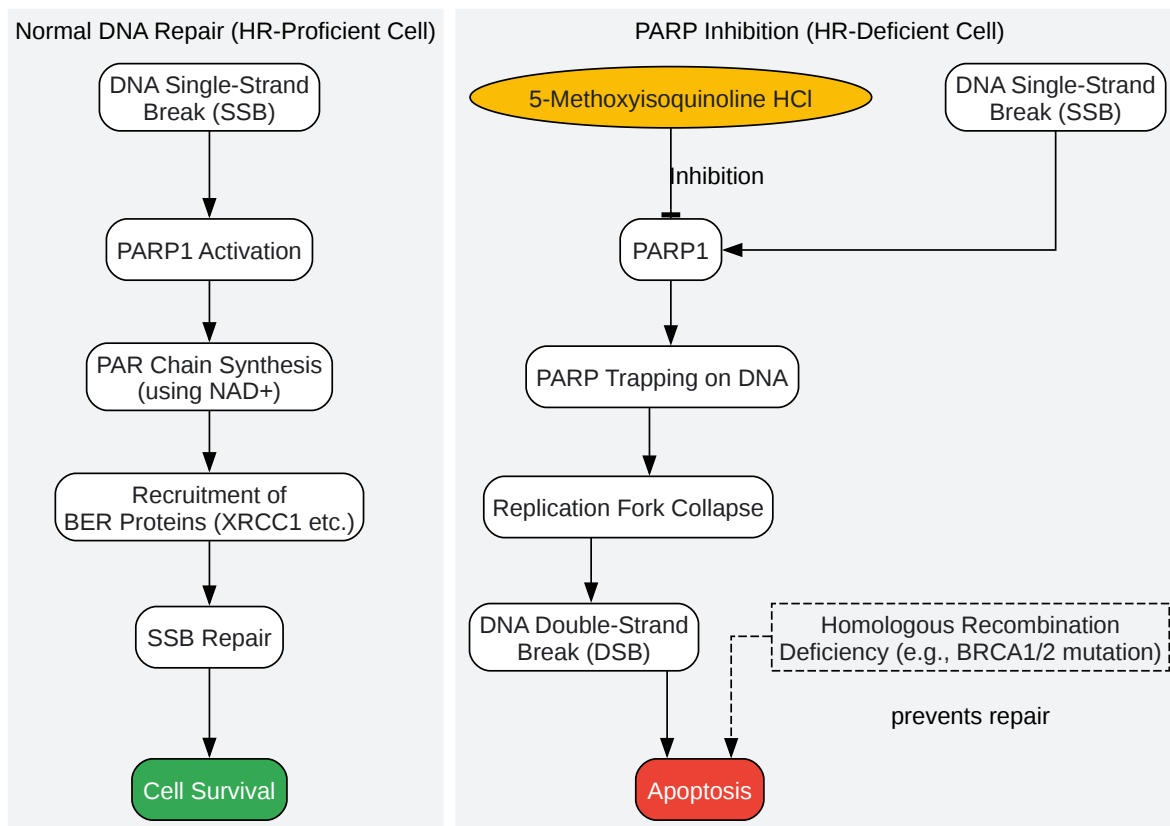 Normal DNA Repair (HR-Proficient Cell)
DNA Single-Strand
Break (SSB)
PARP1 Activation
PAR Chain Synthesis
(using NAD+)
Recruitment of
BER Proteins (XRCC1 etc.)
SSB Repair
Cell Survival
PARP Inhibition (HR-Deficient Cell)
5-Methoxyisoquinoline HCl
DNA Single-Strand
Break (SSB)
Inhibition
PARP1
PARP Trapping on DNA
Replication Fork Collapse
DNA Double-Strand
Break (DSB)
Homologous Recombination
Deficiency (e.g., BRCA1/2 mutation)
prevents repair
Apoptosis